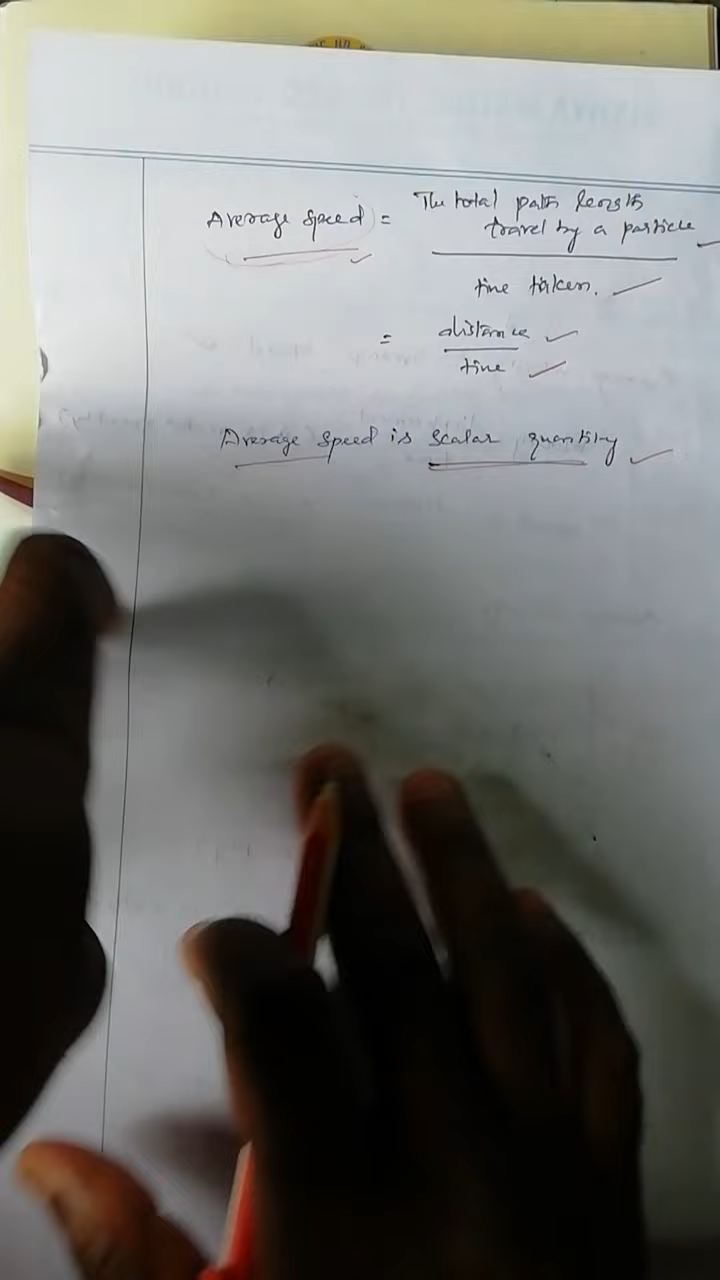 Average speed = The total path length
travel by a particle
time taken.
= distance
time
Average speed is scalar quantity